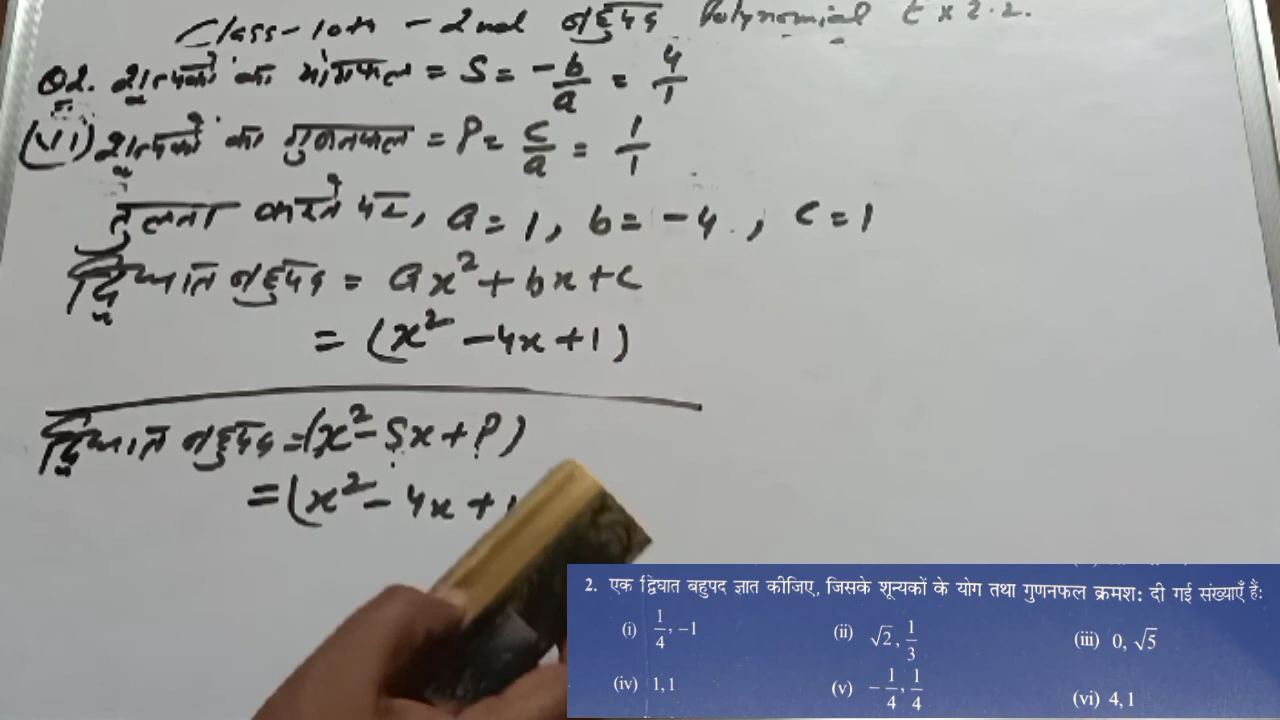 Class-10th - 2nd बहुपद Polynomial Ex 2.2.
Q2. शून्यकों का योगफल = S = -b/a = 4/1
(vi) शून्यकों का गुणनफल = P = c/a = 1/1
तुलना करने पर, a = 1, b = -4, c = 1
द्विघात बहुपद = ax² + bx + c
= (x² - 4x + 1)
द्विघात बहुपद = (x² - Sx + P)
= (x² - 4x +
2. एक द्विघात बहुपद ज्ञात कीजिए, जिसके शून्यकों के योग तथा गुणनफल क्रमश: दी गई संख्याएँ हैं:
(i) 1/4, -1 (ii) √2, 1/3 (iii) 0, √5
(iv) 1, 1 (v) -1/4, 1/4 (vi) 4, 1